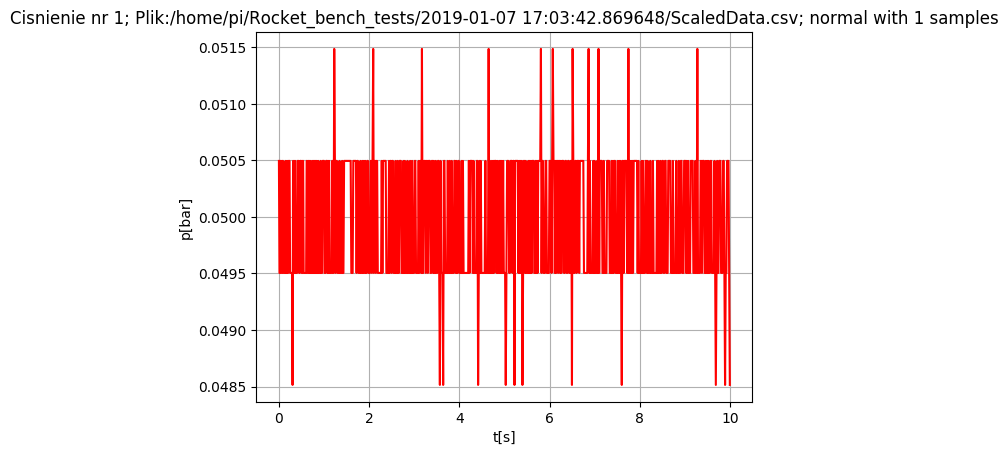 Cisnienie nr 1; Plik:/home/pi/Rocket_bench_tests/2019-01-07 17:03:42.869648/ScaledData.csv; normal with 1 samples
0.0515
0.0510
0.0505
0.0500
0.0495
0.0490
0.0485
p[bar]
0 2 4 6 8 10
t[s]